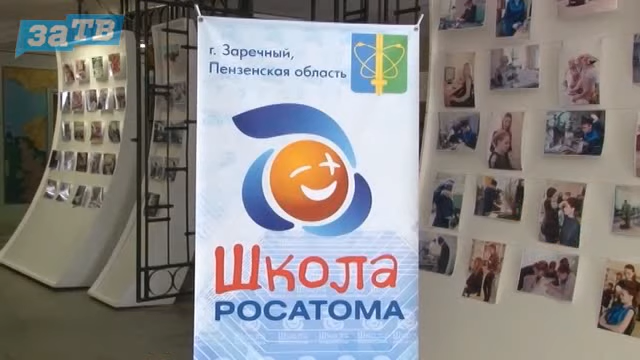 заТВ
г. Заречный,
Пензенская область
Школа
РОСАТОМА